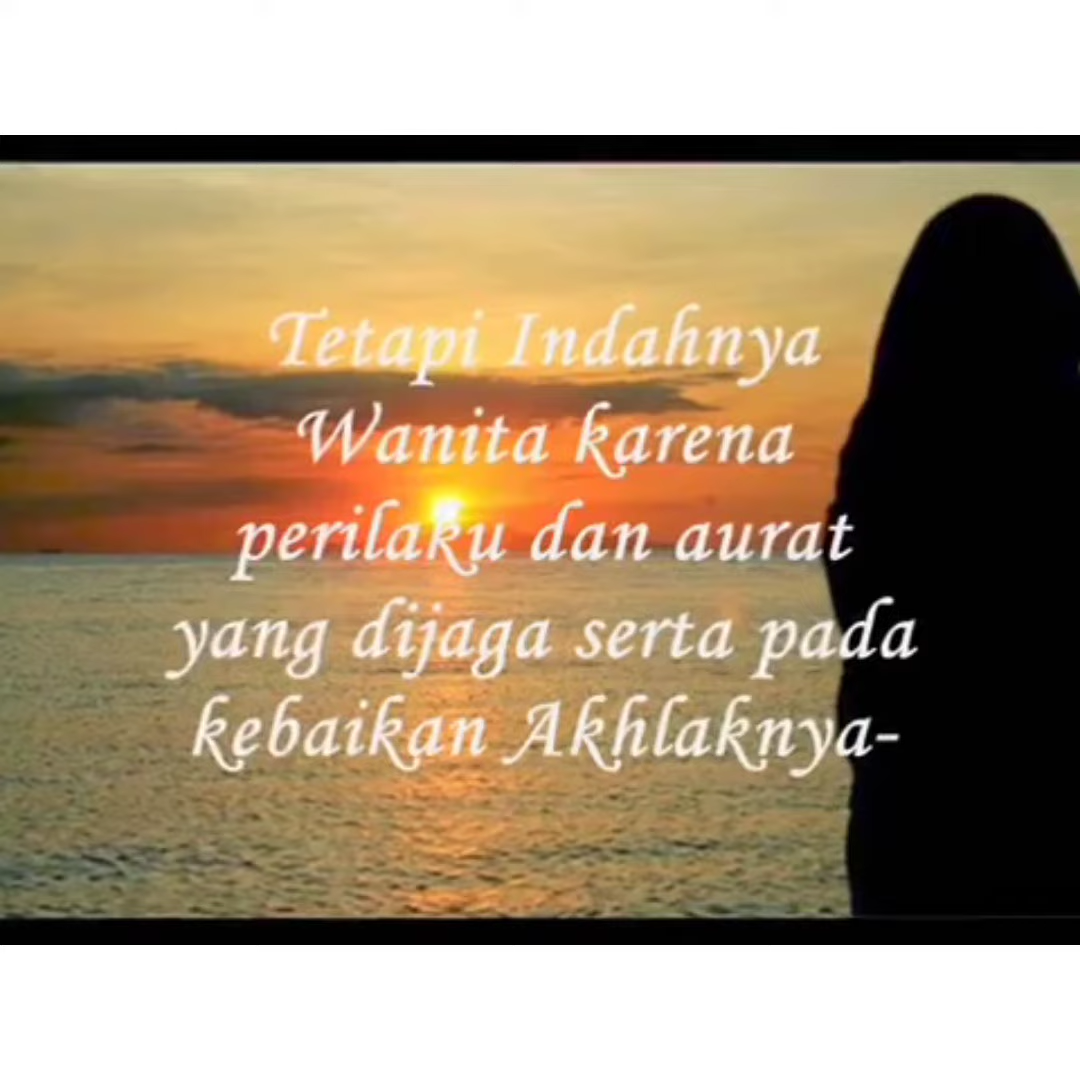 Tetapi Indahnya
Wanita karena
perilaku dan aurat
yang dijaga serta pada
kebaikan Akhlaknya-